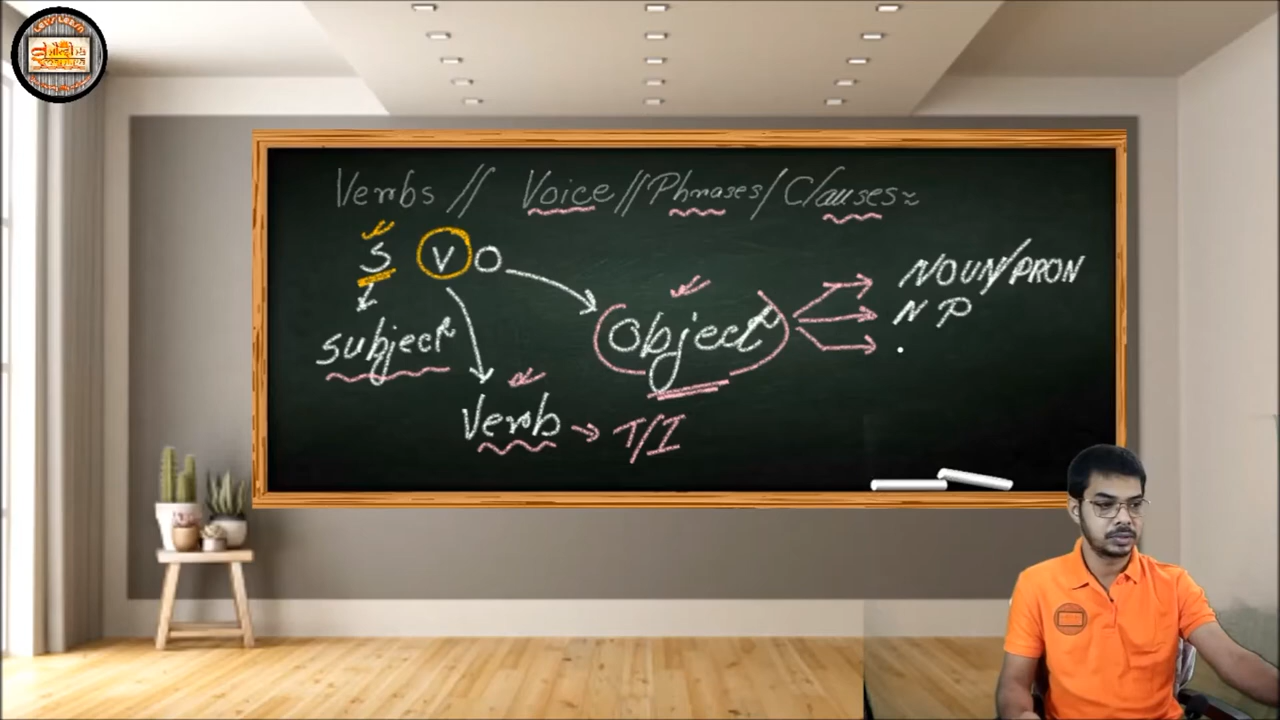 Verbs // Voice // Phrases / Clauses ≈
S V O
NOUN/PRON
N P
subject
Object
Verb → T/I